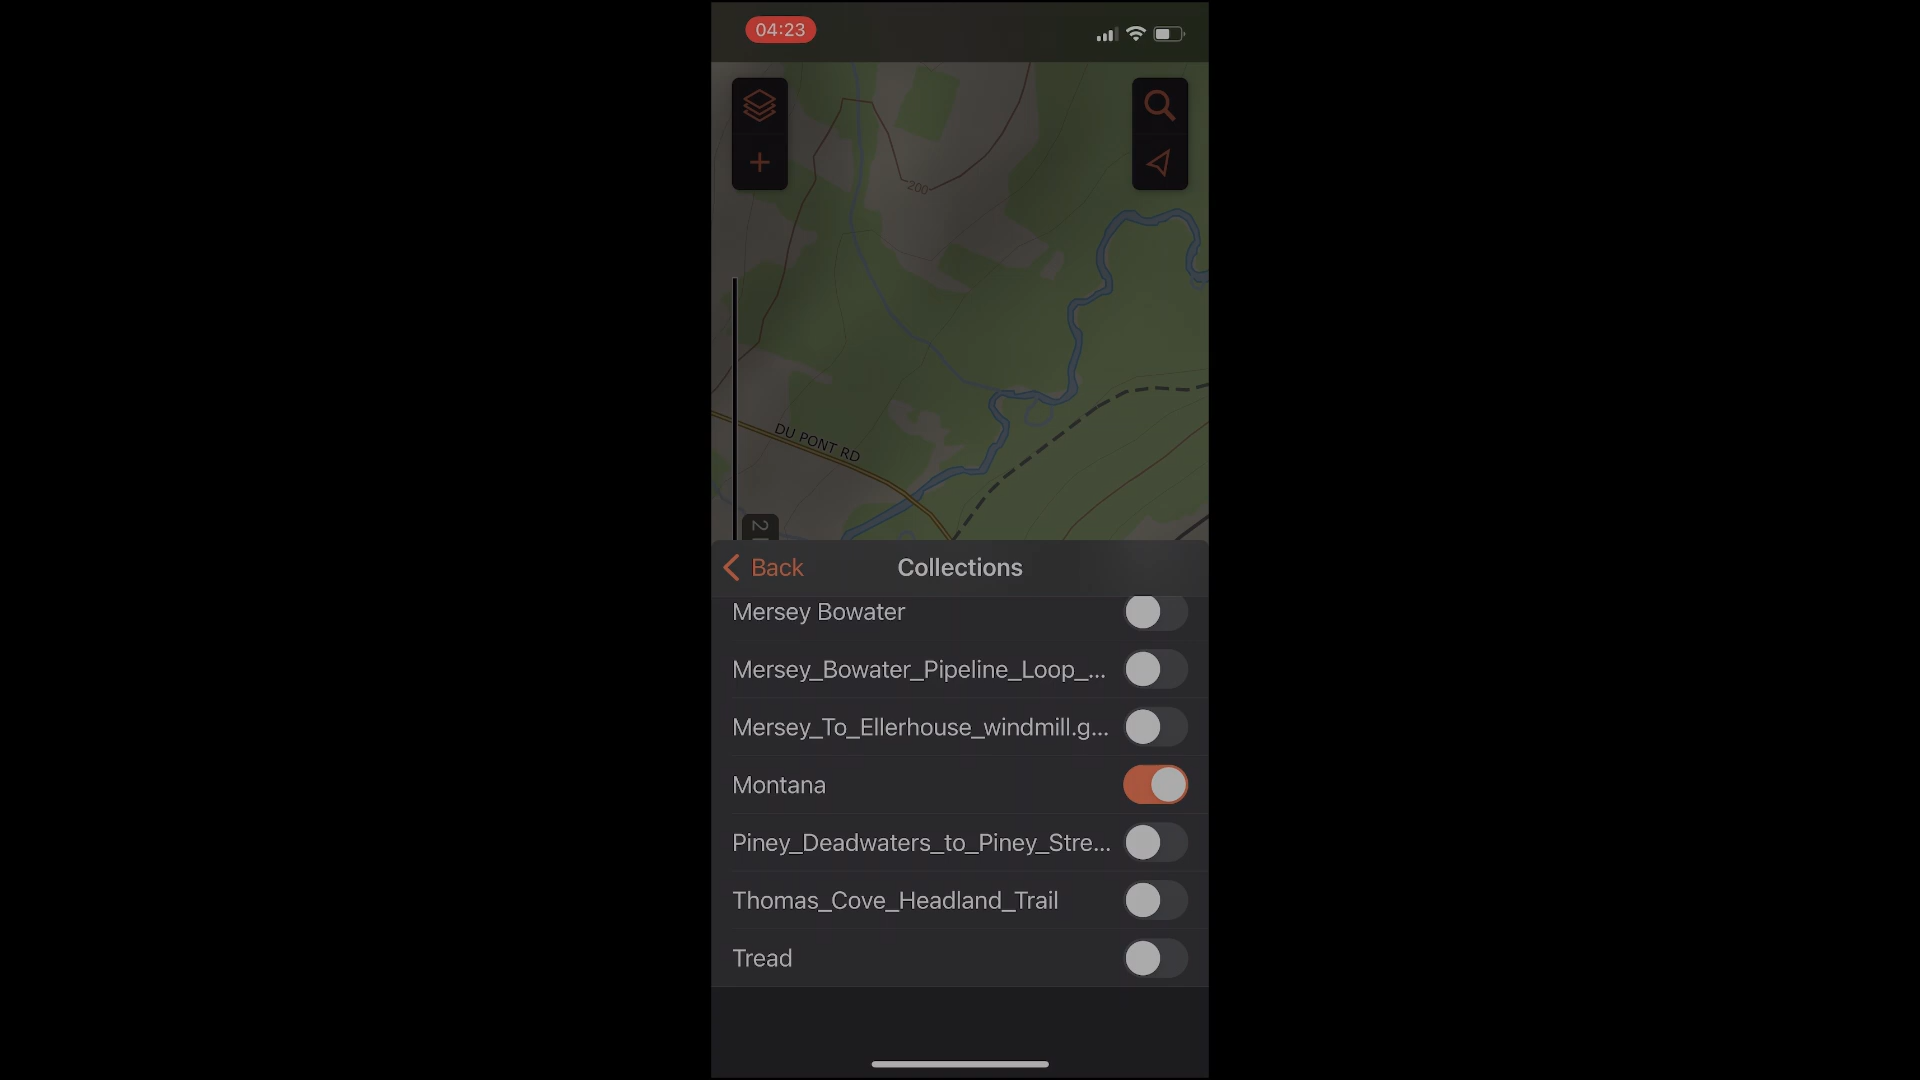 04:23
200
DU PONT RD
Back
Collections
Mersey Bowater
Mersey_Bowater_Pipeline_Loop_...
Mersey_To_Ellerhouse_windmill.g...
Montana
Piney_Deadwaters_to_Piney_Stre...
Thomas_Cove_Headland_Trail
Tread